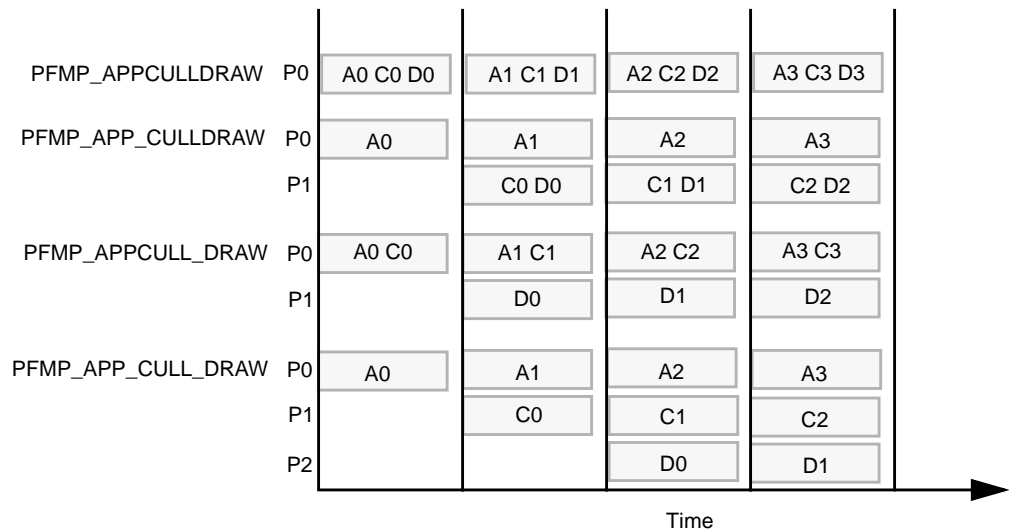 PFMP_APPCULLDRAW P0 A0 C0 D0 A1 C1 D1 A2 C2 D2 A3 C3 D3
PFMP_APP_CULLDRAW P0 A0 A1 A2 A3
P1 C0 D0 C1 D1 C2 D2
PFMP_APPCULL_DRAW P0 A0 C0 A1 C1 A2 C2 A3 C3
P1 D0 D1 D2
PFMP_APP_CULL_DRAW P0 A0 A1 A2 A3
P1 C0 C1 C2
P2 D0 D1
Time